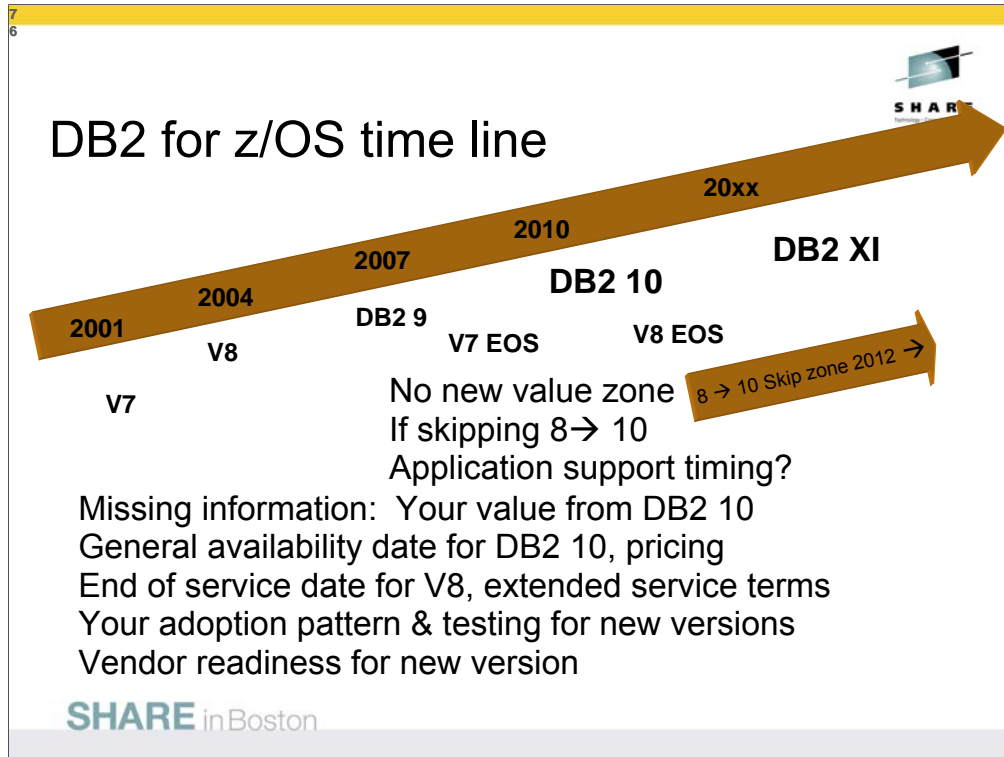 7
6
SHARE
DB2 for z/OS time line
20xx
2010
DB2 XI
2007
DB2 10
2004
DB2 9
2001
V8
V7 EOS
V8 EOS
8 → 10 Skip zone 2012 →
V7
No new value zone
If skipping 8→ 10
Application support timing?
Missing information: Your value from DB2 10
General availability date for DB2 10, pricing
End of service date for V8, extended service terms
Your adoption pattern & testing for new versions
Vendor readiness for new version
SHARE in Boston